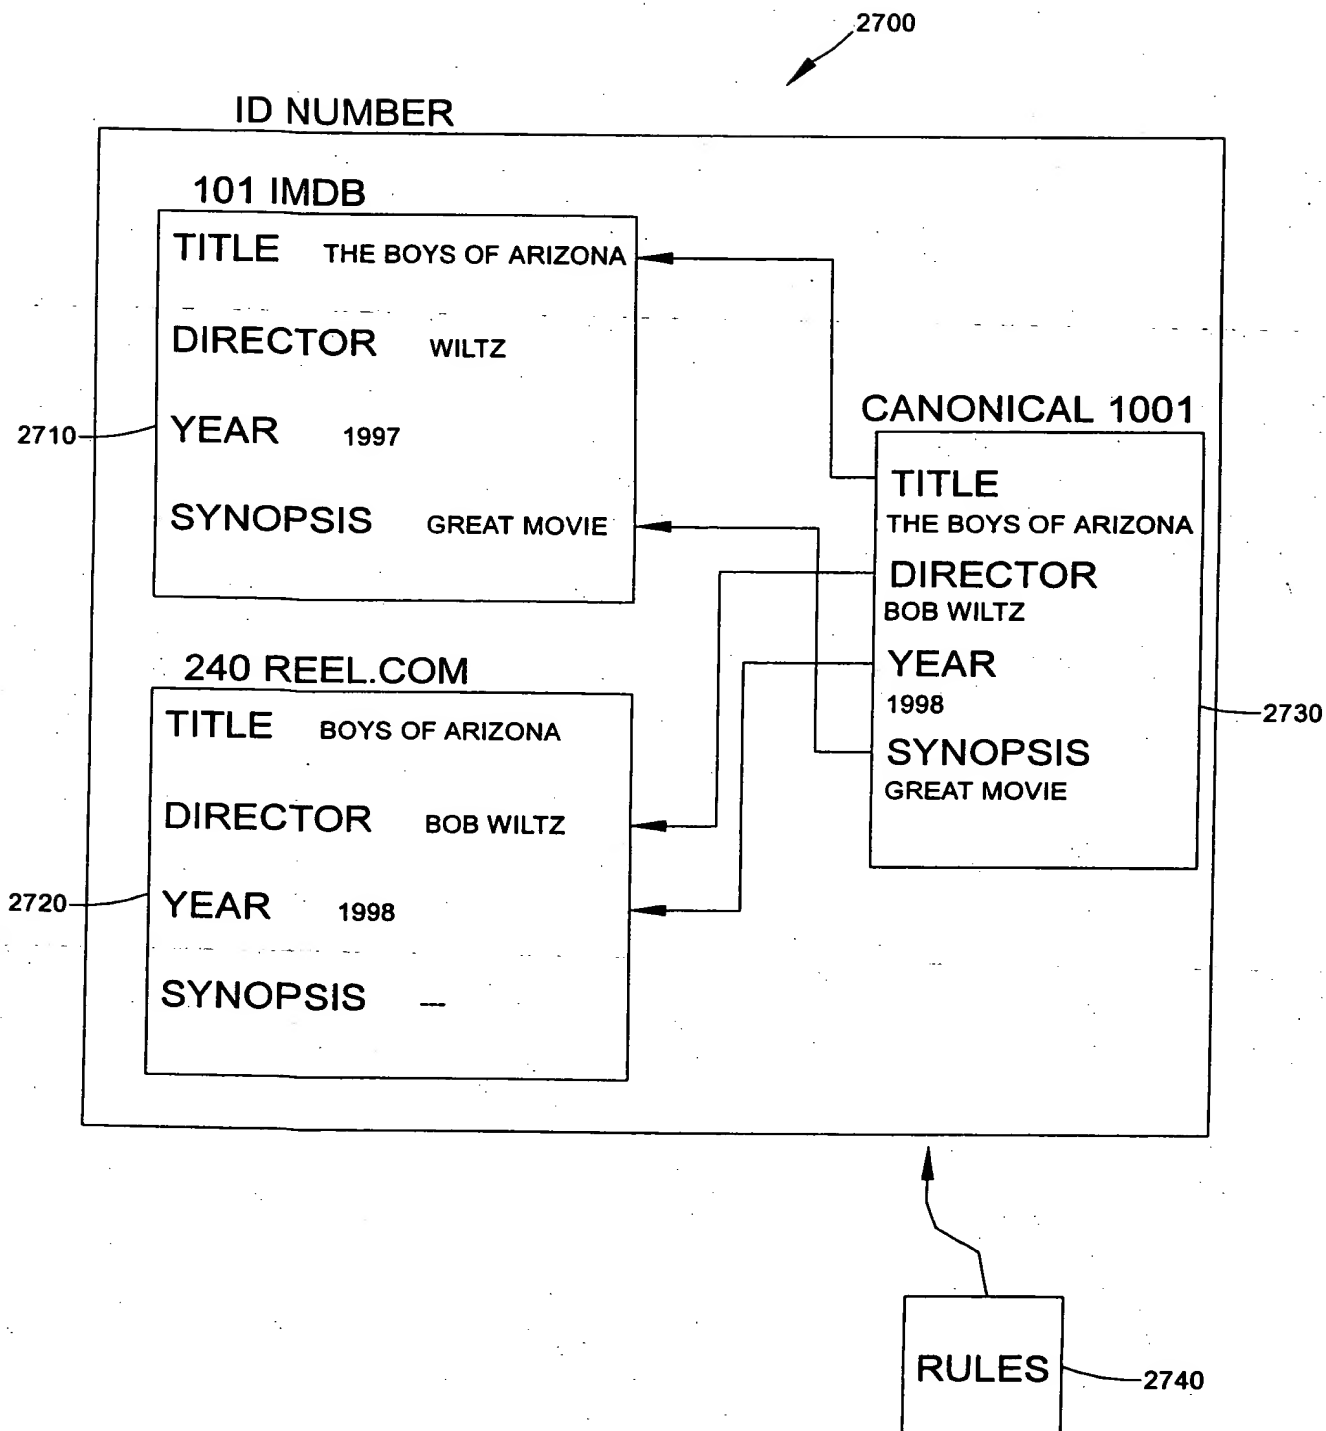 2700
ID NUMBER
101 IMDB
TITLE THE BOYS OF ARIZONA
DIRECTOR WILTZ
2710
YEAR 1997
SYNOPSIS GREAT MOVIE
240 REEL.COM
TITLE BOYS OF ARIZONA
DIRECTOR BOB WILTZ
2720
YEAR 1998
SYNOPSIS —
CANONICAL 1001
TITLE
THE BOYS OF ARIZONA
DIRECTOR
BOB WILTZ
YEAR
1998
2730
SYNOPSIS
GREAT MOVIE
RULES
2740